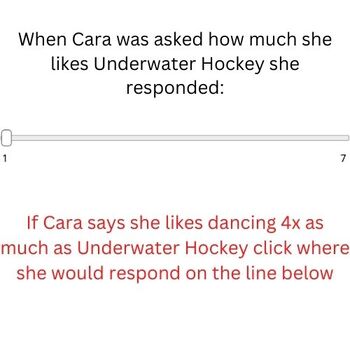 When Cara was asked how much she
likes Underwater Hockey she
responded:
1 7
If Cara says she likes dancing 4x as
much as Underwater Hockey click where
she would respond on the line below